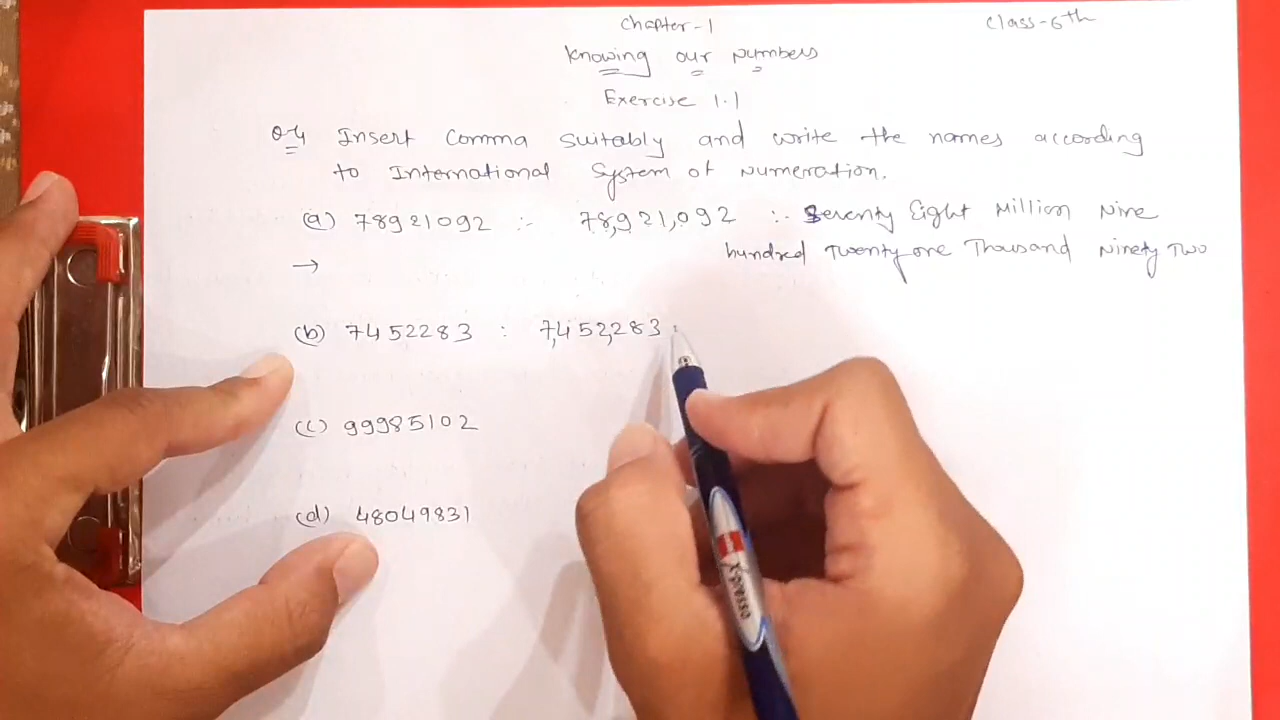 Chapter-1
Class-6th
Knowing our Numbers
Exercise 1.1
Q4 Insert Comma Suitably and write the names according
to International System of Numeration.
(a) 78921092 :- 78,921,092 :- Seventy Eight Million Nine
hundred Twenty one Thousand Ninety Two
→
(b) 7452283 : 7,452,283 :
(c) 99985102
(d) 48049831
X-presso